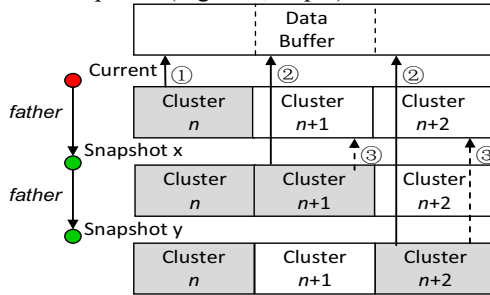 Data
Buffer
Current ① ② ②
Cluster Cluster Cluster
n n+1 n+2
father
Snapshot x ③ ③
Cluster Cluster Cluster
n n+1 n+2
father
Snapshot y
Cluster Cluster Cluster
n n+1 n+2